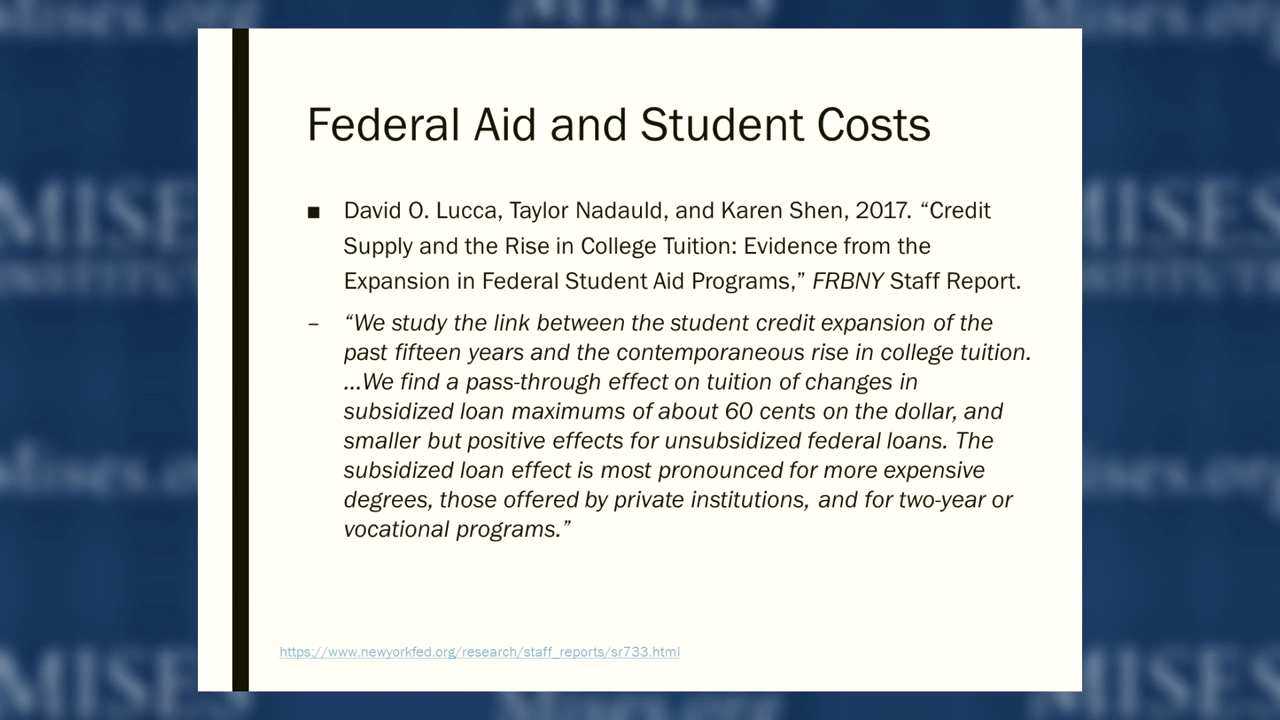 Mises.org
MISES
INSTITUTE
Federal Aid and Student Costs
■ David O. Lucca, Taylor Nadauld, and Karen Shen, 2017. “Credit
Supply and the Rise in College Tuition: Evidence from the
Expansion in Federal Student Aid Programs,” FRBNY Staff Report.
– “We study the link between the student credit expansion of the
past fifteen years and the contemporaneous rise in college tuition.
...We find a pass-through effect on tuition of changes in
subsidized loan maximums of about 60 cents on the dollar, and
smaller but positive effects for unsubsidized federal loans. The
subsidized loan effect is most pronounced for more expensive
degrees, those offered by private institutions, and for two-year or
vocational programs.”
https://www.newyorkfed.org/research/staff_reports/sr733.html